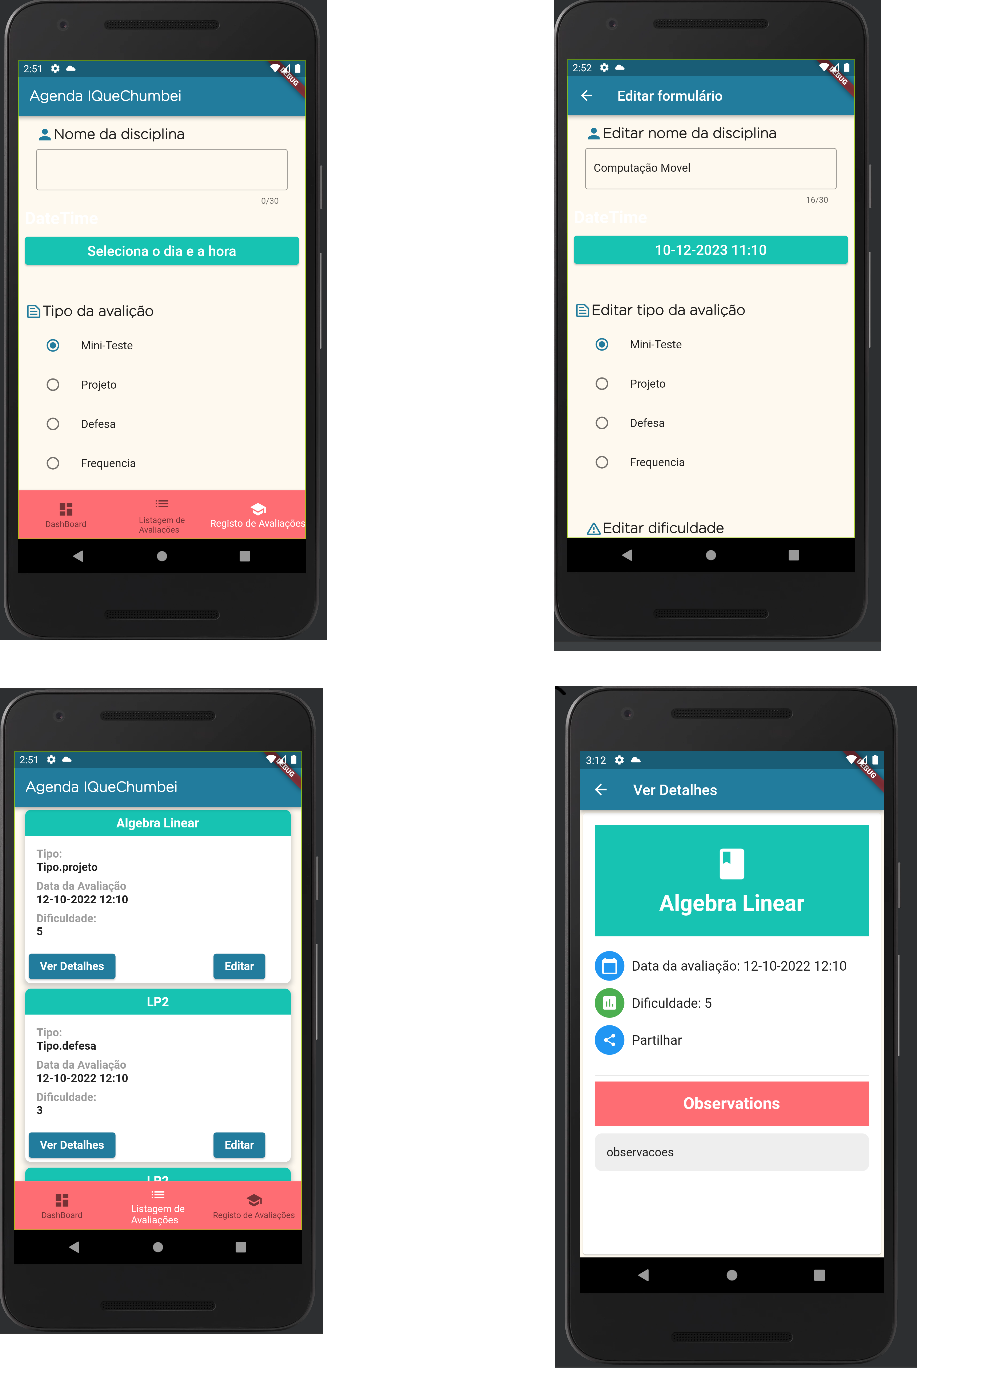 2:51
DEBUG
Agenda IQueChumbei
Nome da disciplina
0/30
DateTime
Seleciona o dia e a hora
Tipo da avalição
Mini-Teste
Projeto
Defesa
Frequencia
DashBoard
Listagem de
Avaliacões
Registo de Avaliações
2:52
DEBUG
Editar formulário
Editar nome da disciplina
Computação Movel
16/30
DateTime
10-12-2023 11:10
Editar tipo da avalição
Mini-Teste
Projeto
Defesa
Frequencia
Editar dificuldade
2:51
DEBUG
Agenda IQueChumbei
Algebra Linear
Tipo:
Tipo.projeto
Data da Avaliação
12-10-2022 12:10
Dificuldade:
5
Ver Detalhes
Editar
LP2
Tipo:
Tipo.defesa
Data da Avaliação
12-10-2022 12:10
Dificuldade:
3
Ver Detalhes
Editar
LP2
DashBoard
Listagem de
Avaliações
Registo de Avaliações
3:12
DEBUG
Ver Detalhes
Algebra Linear
Data da avaliação: 12-10-2022 12:10
Dificuldade: 5
Partilhar
Observations
observacoes